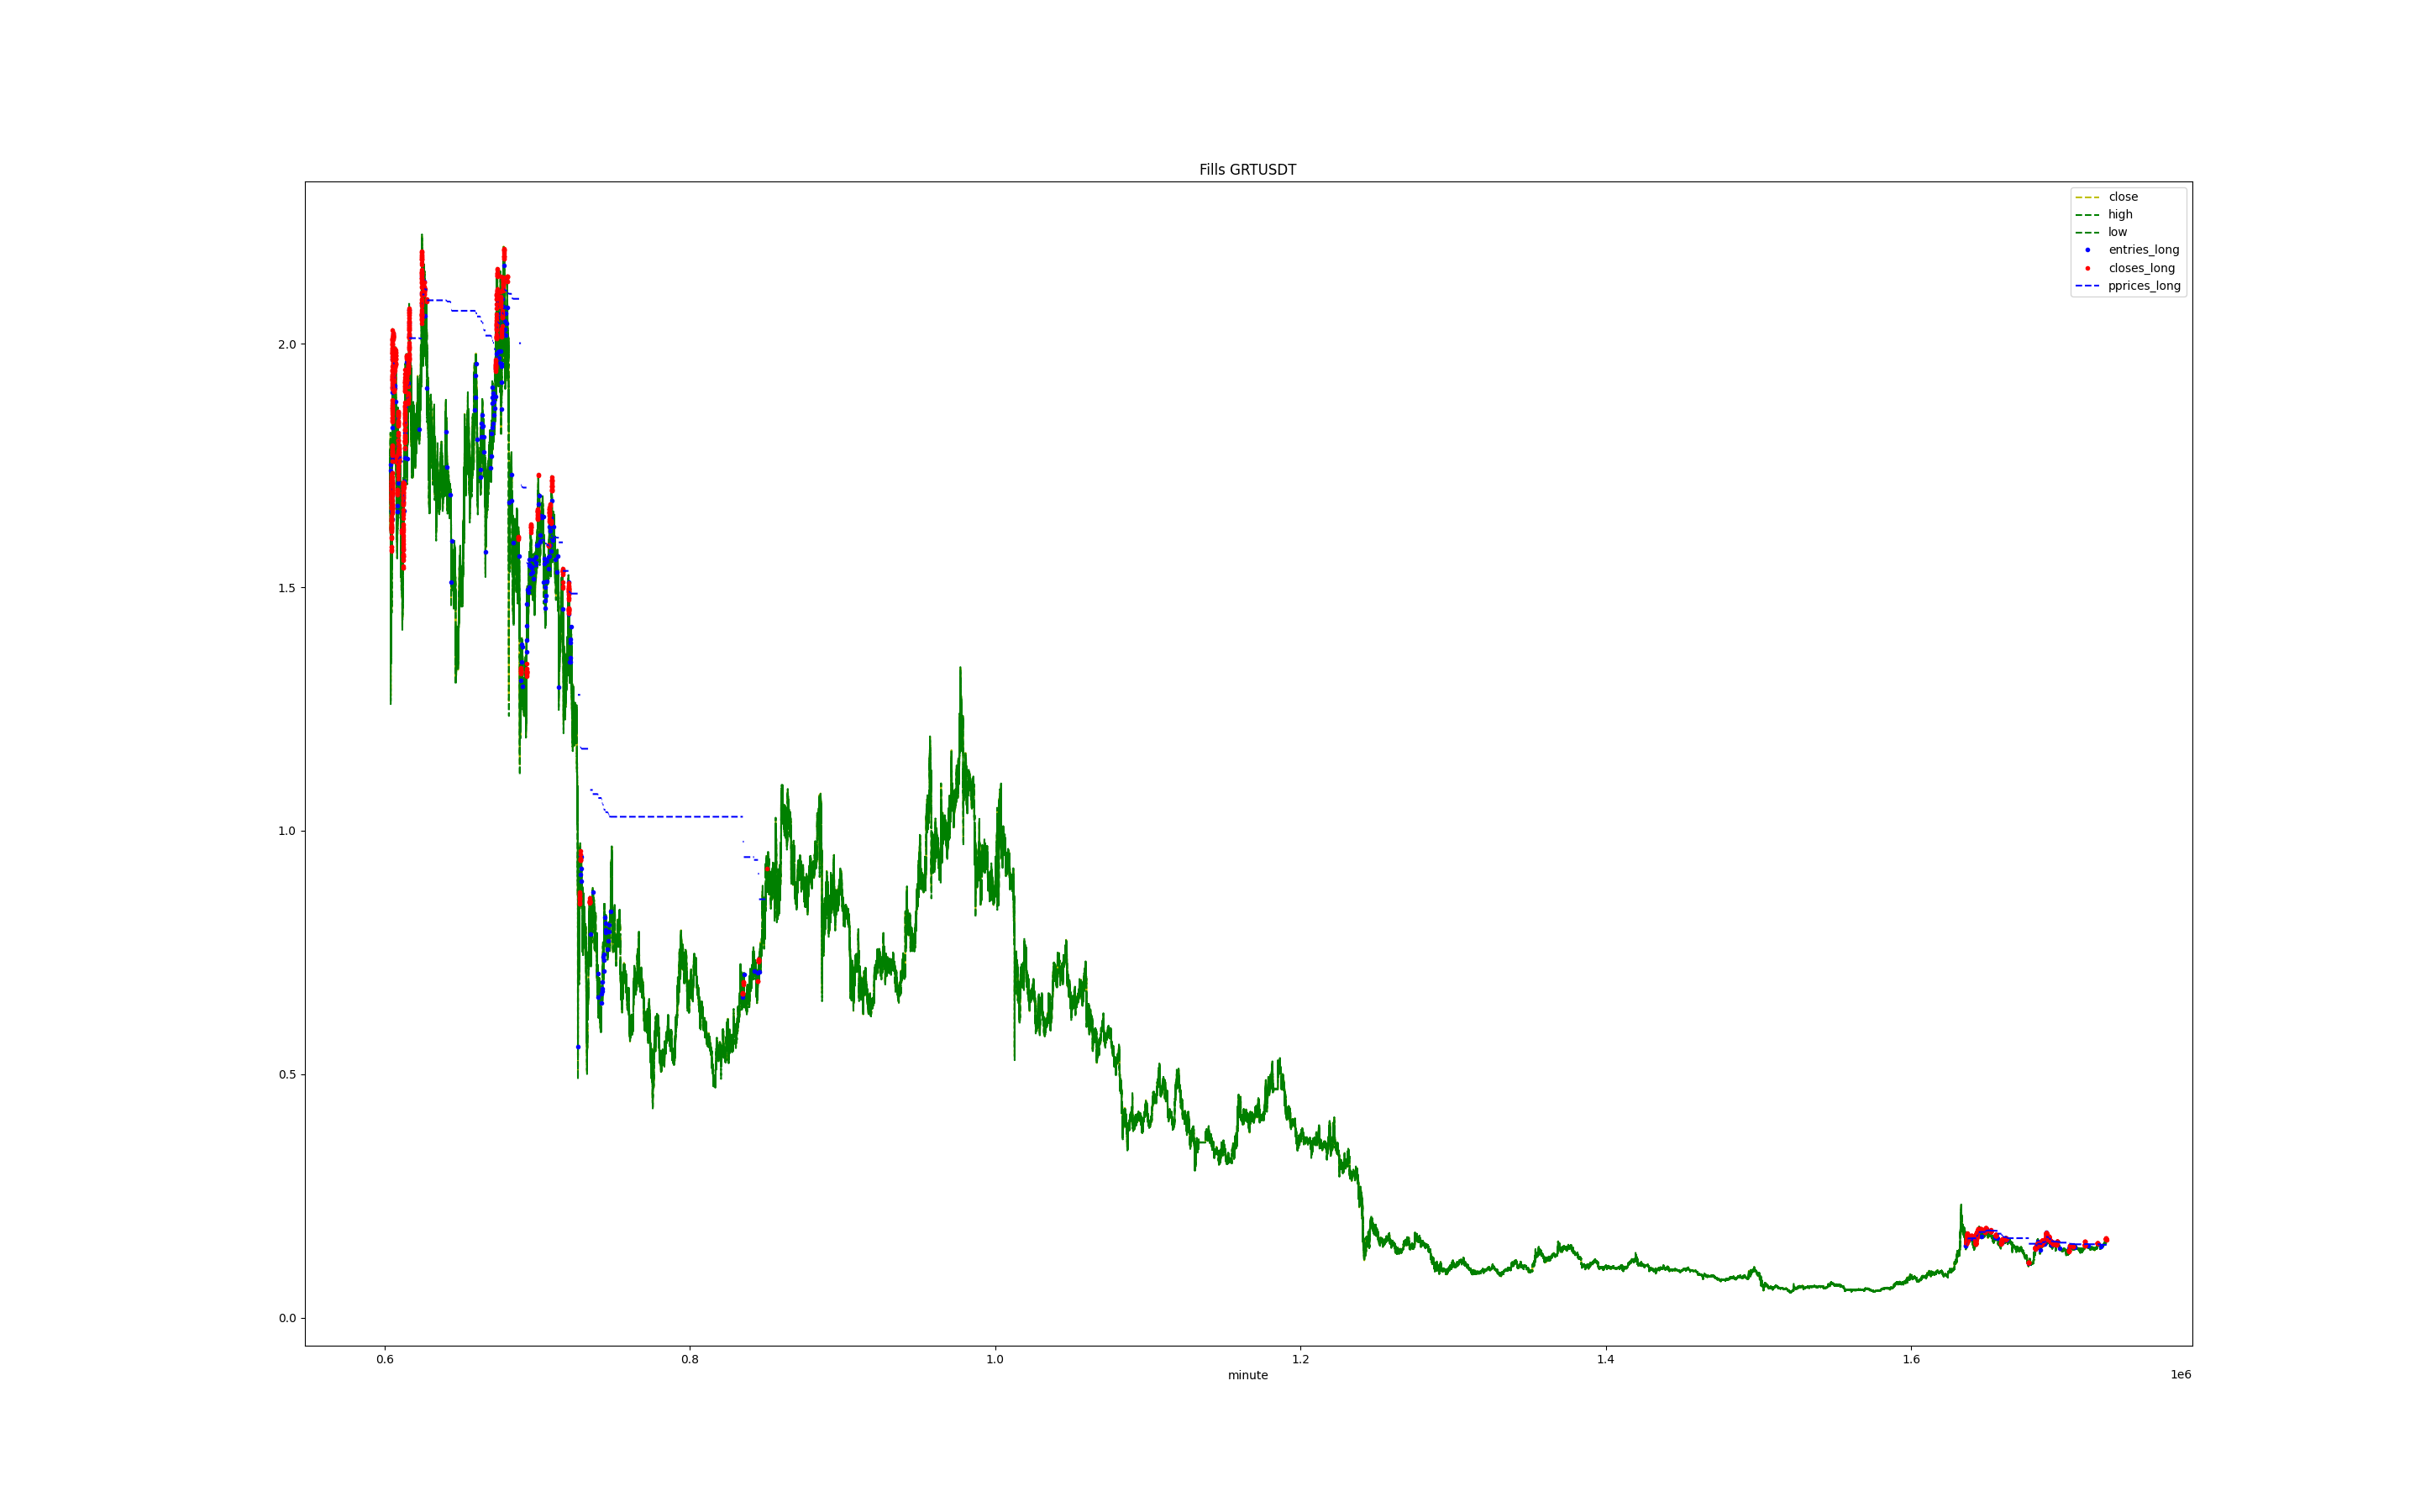 Fills GRTUSDT
close
high
low
entries_long
closes_long
pprices_long
2.0
1.5
1.0
0.5
0.0
0.6
0.8
1.0
1.2
1.4
1.6
minute
1e6